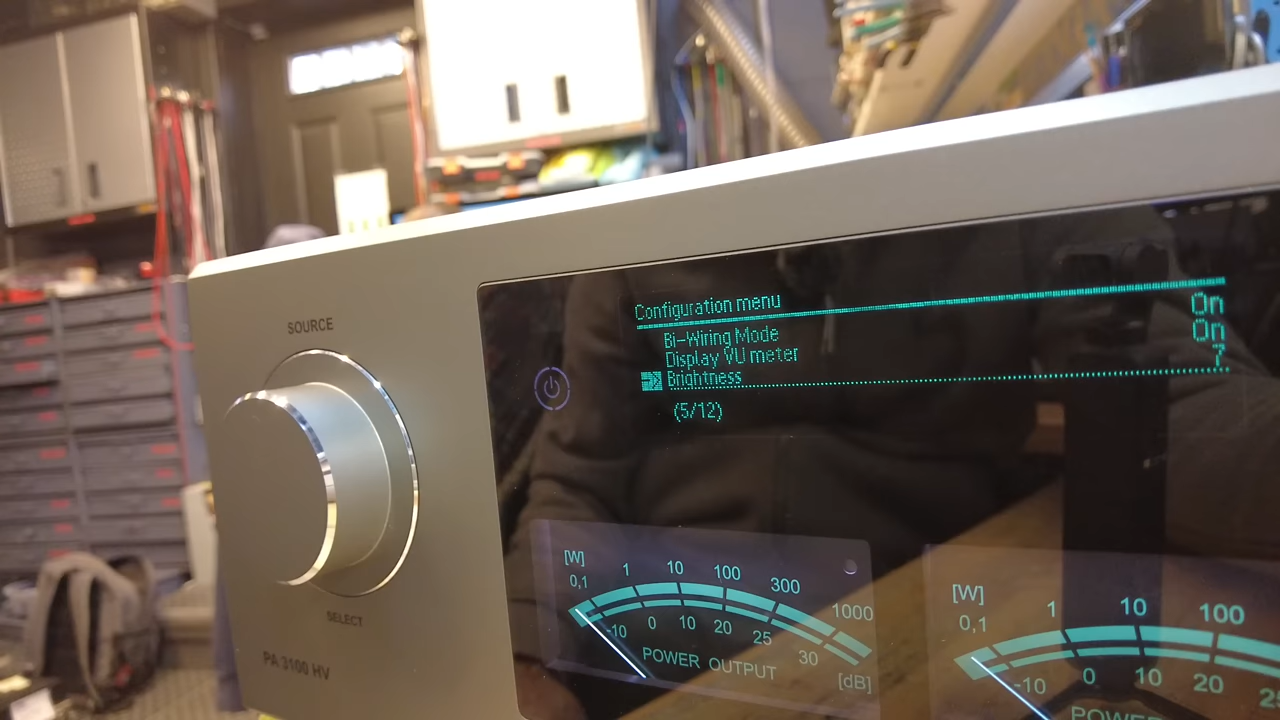 SOURCE
SELECT
PA 3100 HV
Configuration menu
Bi-Wiring Mode On
Display VU meter On
Brightness 7
(5/12)
[W]
0,1 1 10 100 300 1000
-10 0 10 20 25 30
POWER OUTPUT
[dB]
[W]
0,1 1 10 100
-10 0 10 20